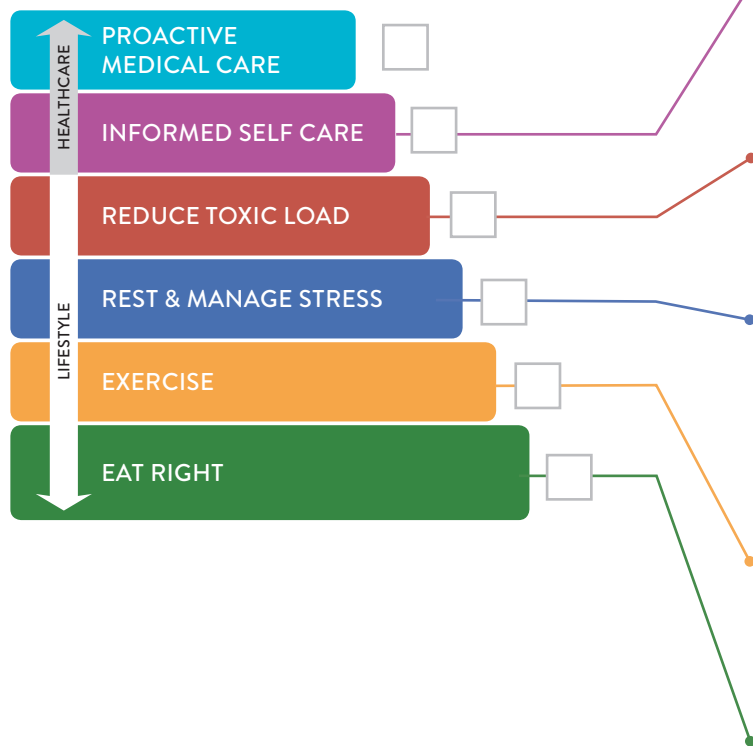 PROACTIVE
MEDICAL CARE
HEALTHCARE
INFORMED SELF CARE
REDUCE TOXIC LOAD
REST & MANAGE STRESS
LIFESTYLE
EXERCISE
EAT RIGHT